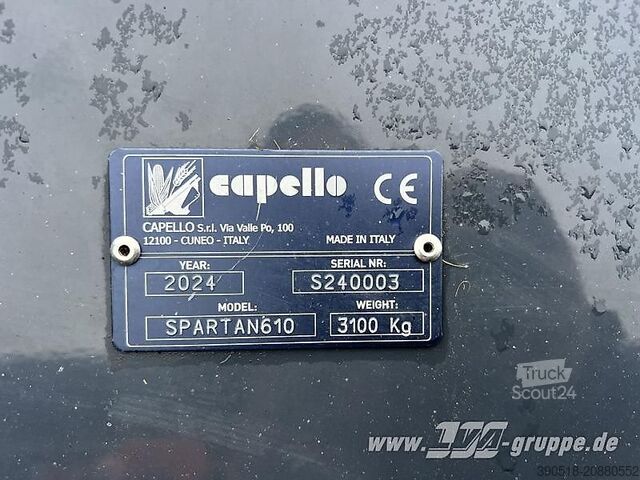 capello CE
CAPELLO S.r.l. Via Valle Po, 100
12100 - CUNEO - ITALY MADE IN ITALY
YEAR: SERIAL NR:
2024 S240003
MODEL: WEIGHT:
SPARTAN610 3100 Kg
Truck
Scout24
www.LVA-gruppe.de
390518-20880552